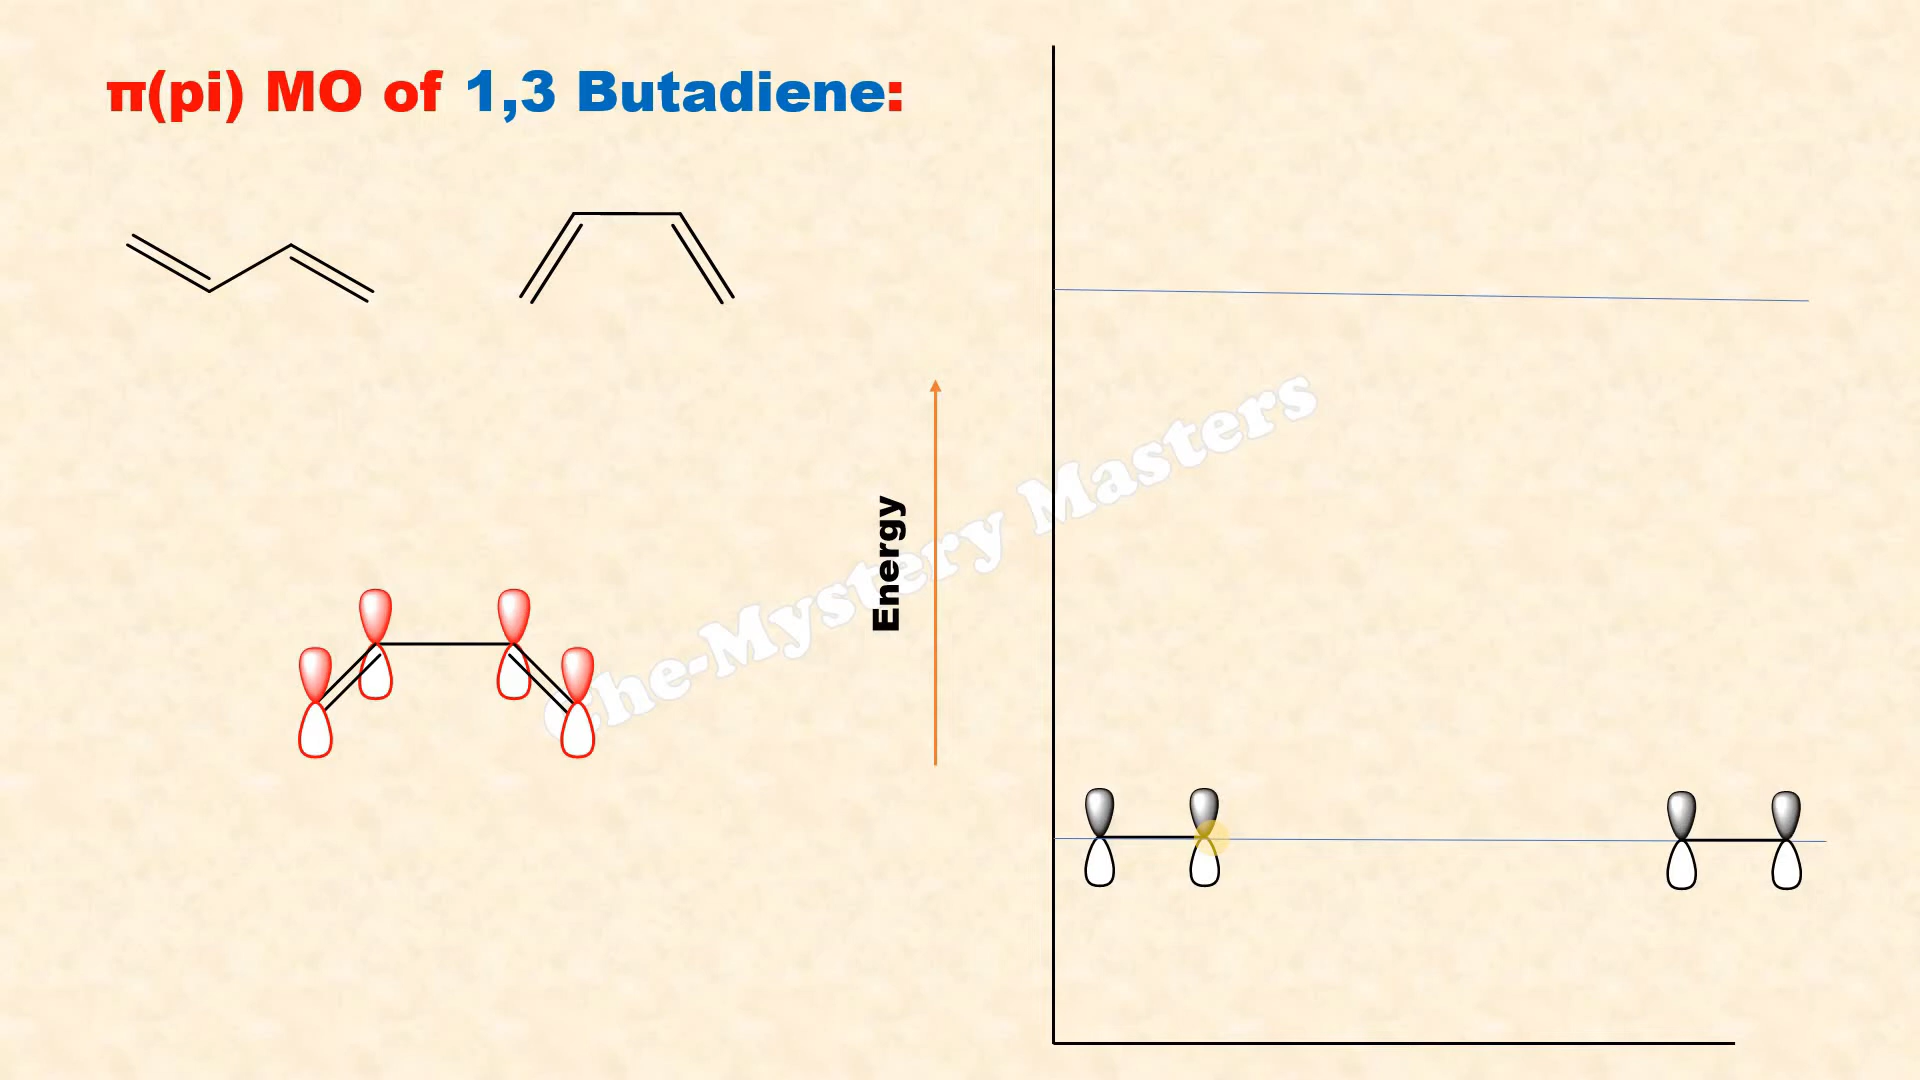 π(pi) MO of 1,3 Butadiene:
Energy
Che-Mystery Masters